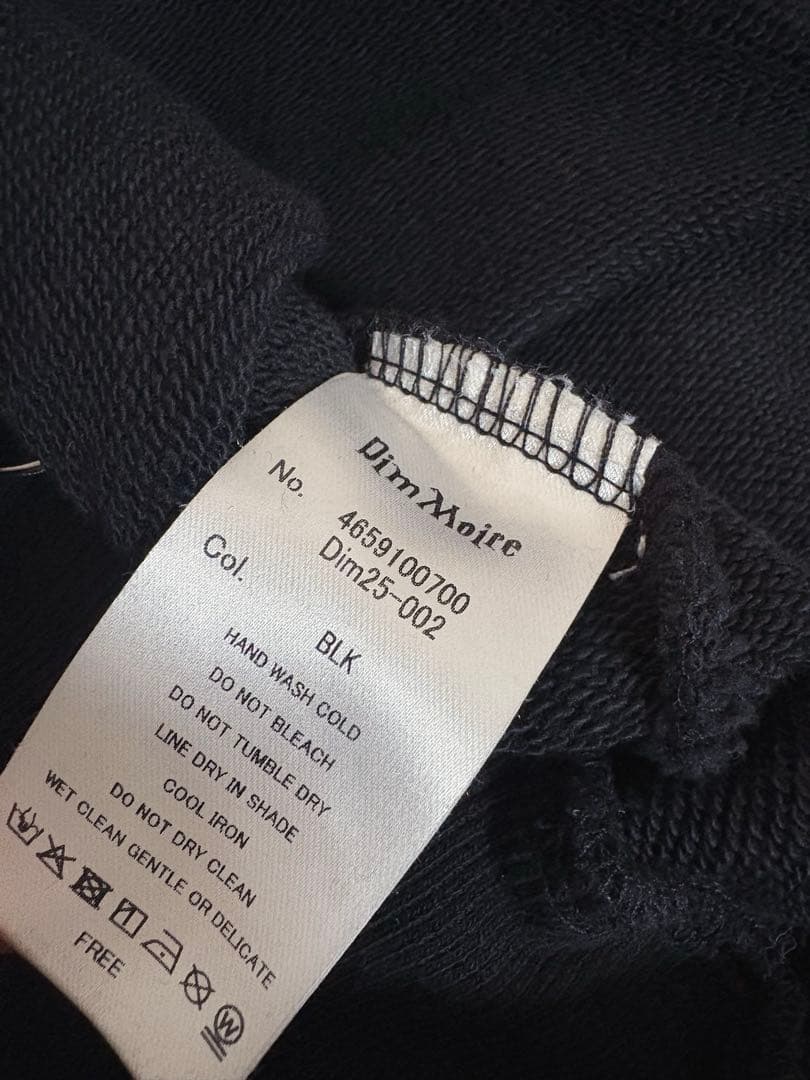 Dim Moire
No. 4659100700
Dim25-002
Col. BLK
HAND WASH COLD
DO NOT BLEACH
DO NOT TUMBLE DRY
LINE DRY IN SHADE
COOL IRON
DO NOT DRY CLEAN
WET CLEAN GENTLE OR DELICATE
W
FREE